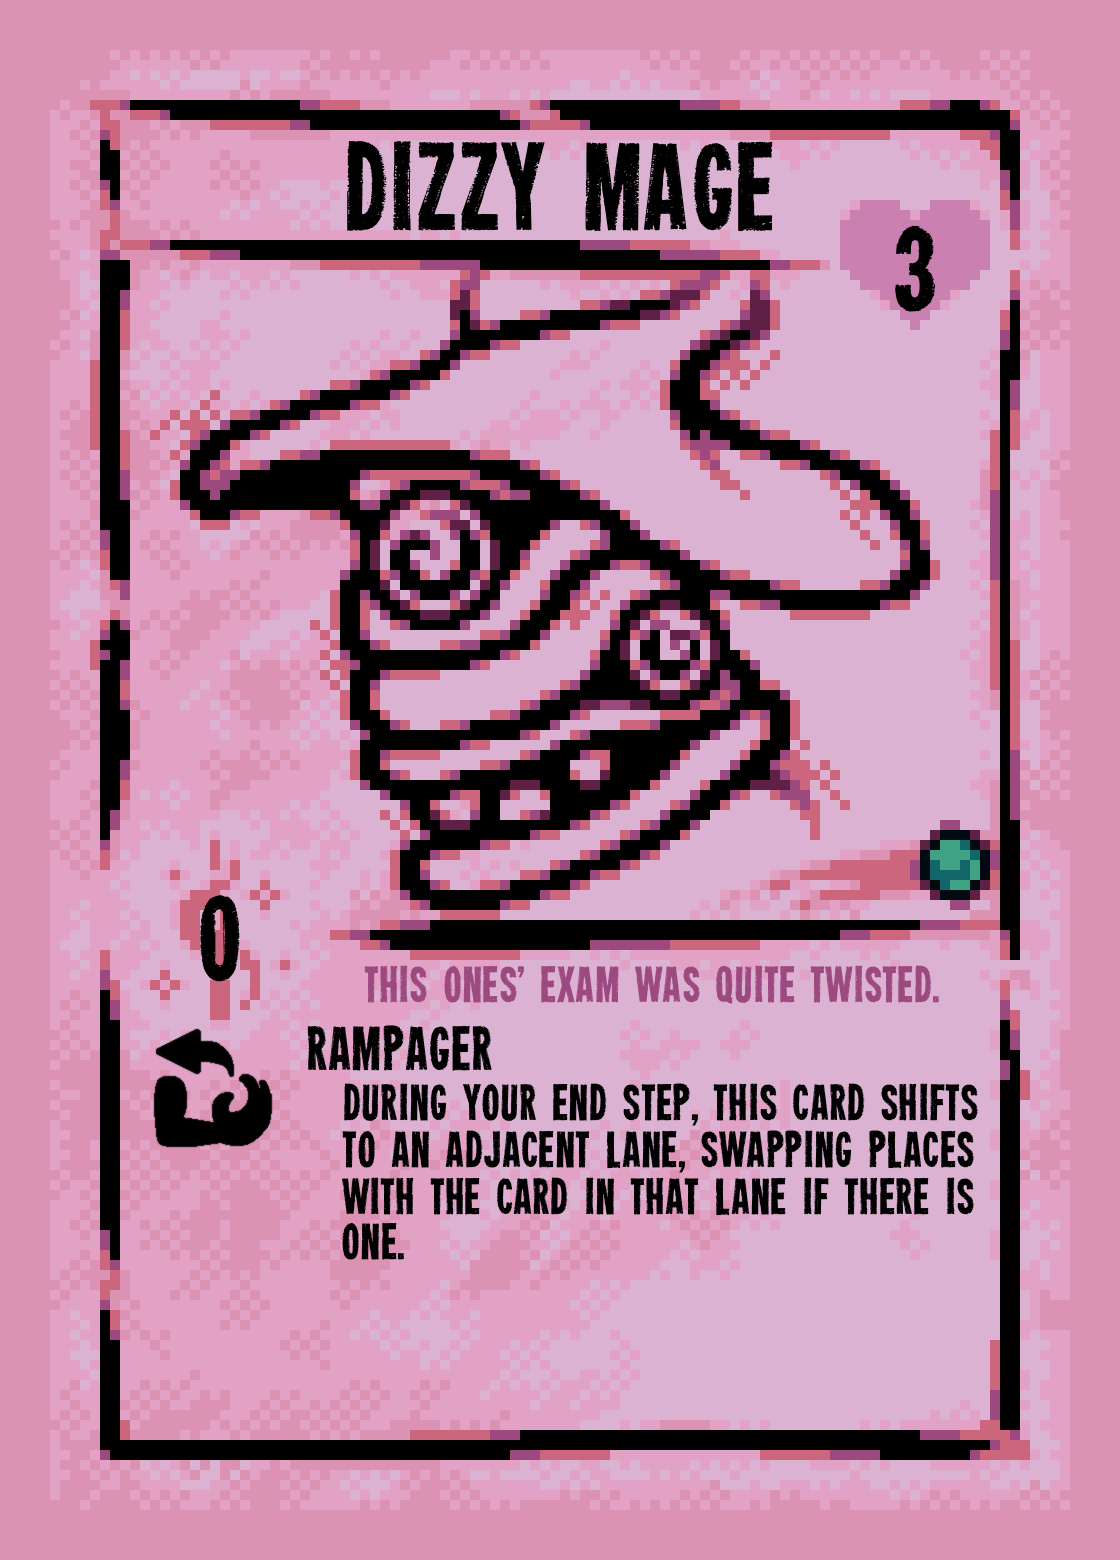 DIZZY MAGE
3
0
THIS ONES' EXAM WAS QUITE TWISTED.
RAMPAGER
DURING YOUR END STEP, THIS CARD SHIFTS
TO AN ADJACENT LANE, SWAPPING PLACES
WITH THE CARD IN THAT LANE IF THERE IS
ONE.